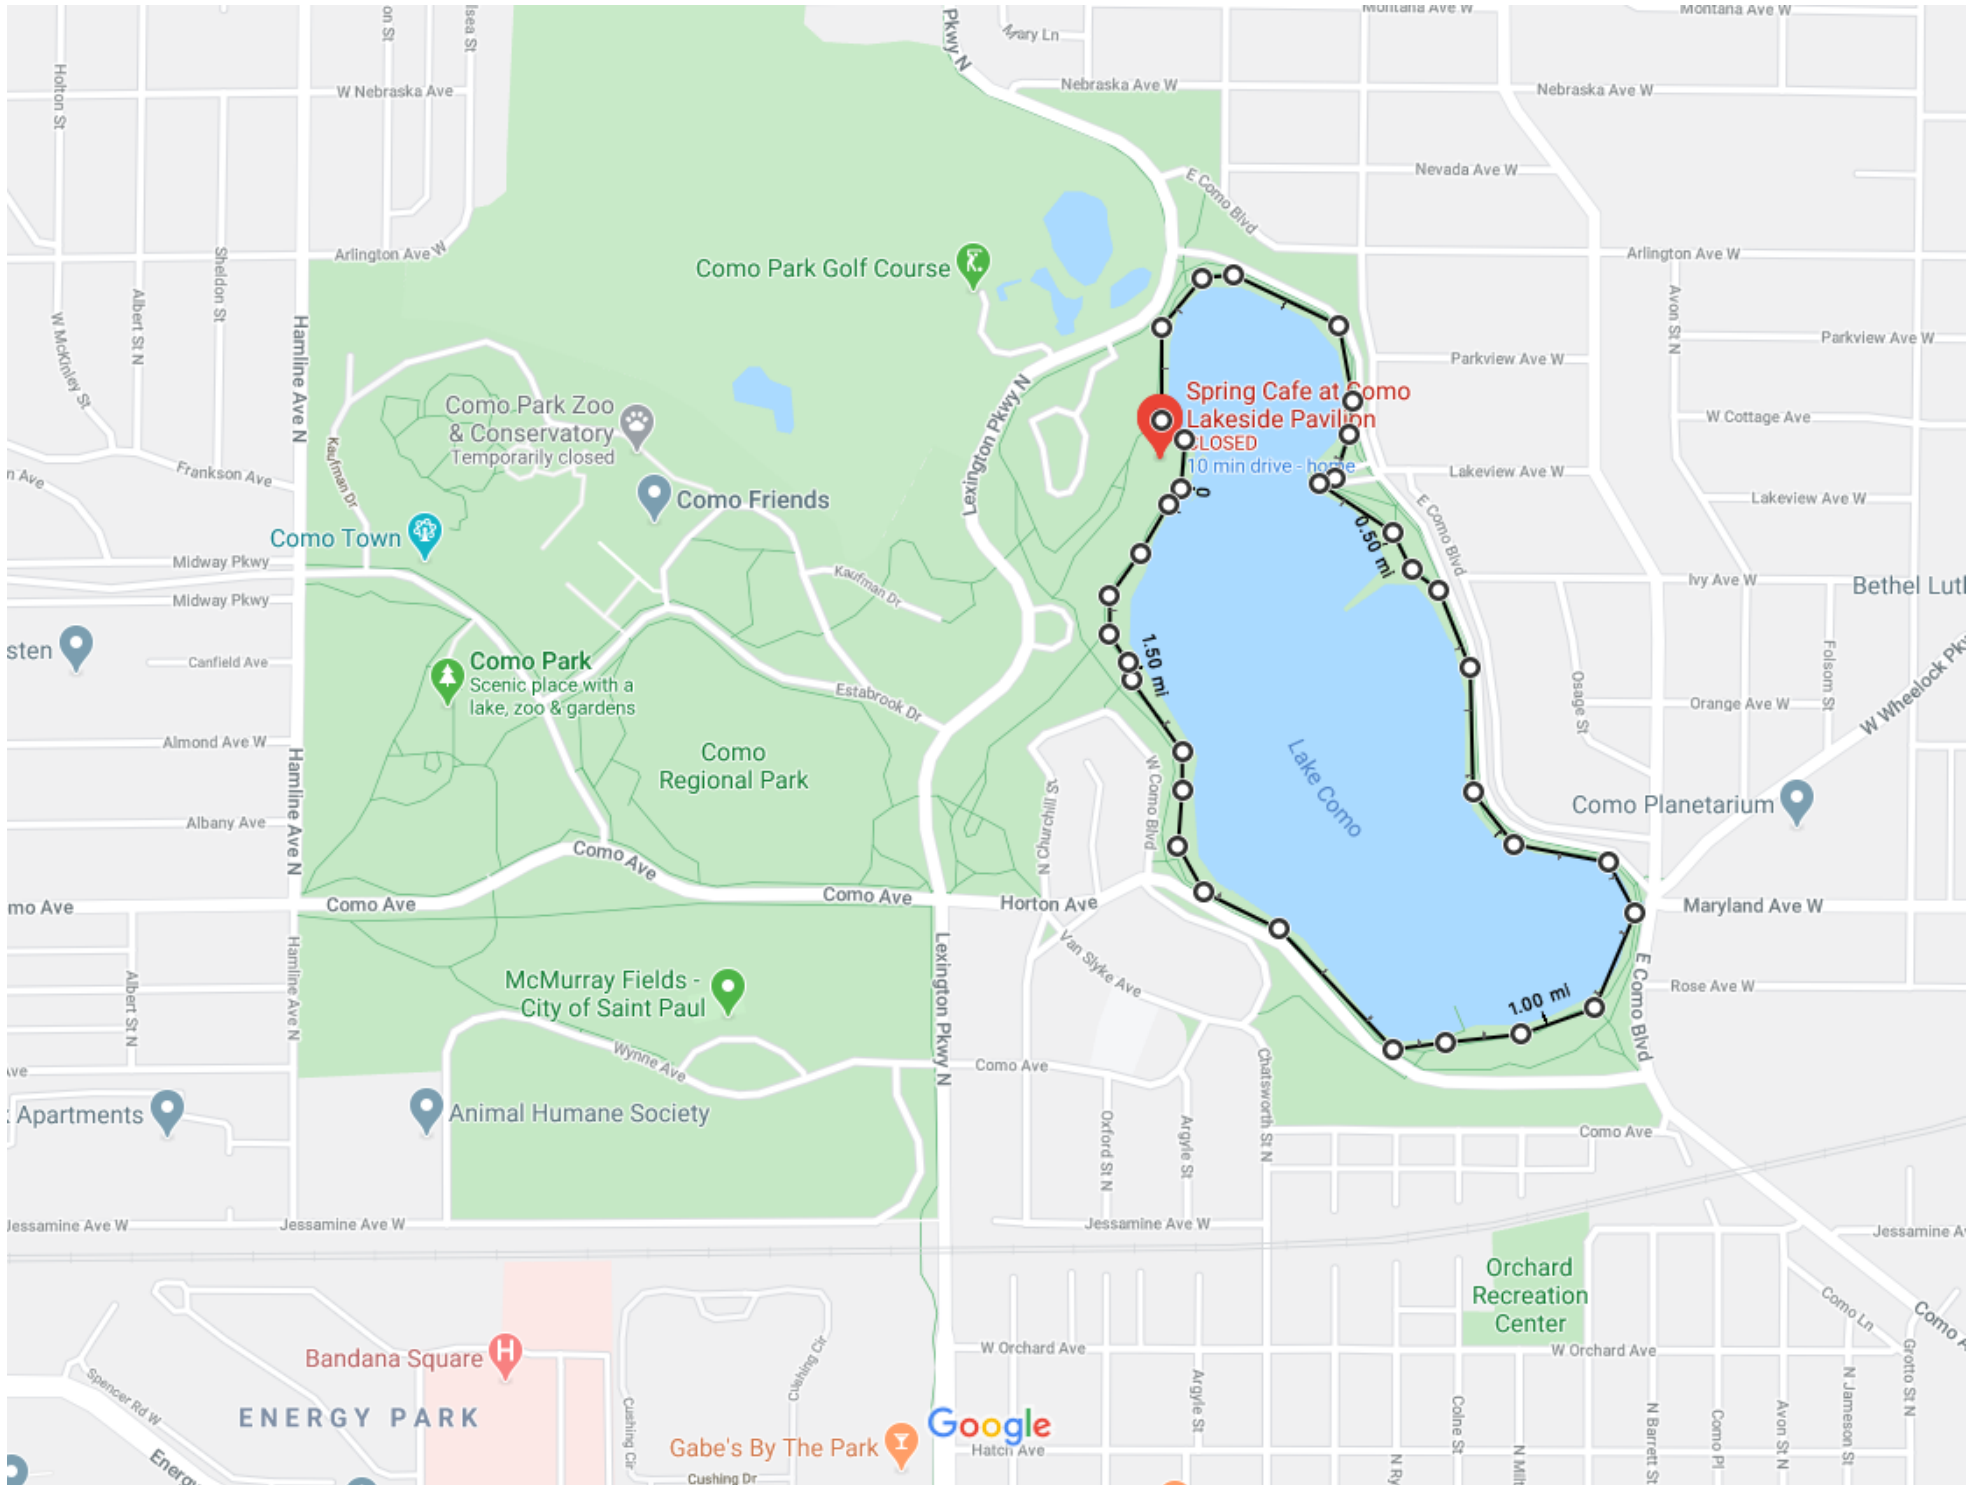 Montana Ave W
Montana Ave W
Pkwy N
Mary Ln
Holton St
W Nebraska Ave
Nebraska Ave W
Nebraska Ave W
Nevada Ave W
E Como Blvd
Sheldon St
Arlington Ave W
Arlington Ave W
Como Park Golf Course
Albert St N
W McKinley St
Hamline Ave N
Avon St N
Parkview Ave W
Parkview Ave W
Lexington Pkwy N
Spring Cafe at Como
Lakeside Pavilion
CLOSED
10 min drive - home
Como Park Zoo
& Conservatory
Temporarily closed
W Cottage Ave
Kaufman Dr
Frankson Ave
n Ave
Lakeview Ave W
Lakeview Ave W
Como Friends
0
E Como Blvd
0.50 mi
Como Town
Midway Pkwy
Midway Pkwy
Kaufman Dr
Ivy Ave W
Bethel Lut
sten
Canfield Ave
Como Park
Scenic place with a
lake, zoo & gardens
1.50 mi
Folsom St
Osage St
Orange Ave W
W Wheelock Pkw
Estabrook Dr
Almond Ave W
Hamline Ave N
Como
Regional Park
Lake Como
W Como Blvd
N Churchill St
Como Planetarium
Albany Ave
Como Ave
mo Ave
Como Ave
Como Ave
Horton Ave
Maryland Ave W
Lexington Pkwy N
Van Slyke Ave
Hamline Ave N
Albert St N
McMurray Fields -
City of Saint Paul
1.00 mi
E Como Blvd
Rose Ave W
Wynne Ave
Como Ave
Chatsworth St N
Apartments
Animal Humane Society
Oxford St N
Argyle St
Como Ave
Jessamine Ave W
Jessamine Ave W
Jessamine Ave W
Jessamine A
Orchard
Recreation
Center
Como Ln
Como A
W Orchard Ave
W Orchard Ave
Bandana Square
H
Cushing Cir
Spencer Rd W
ENERGY PARK
Cushing Cir
Google
Gabe's By The Park
Hatch Ave
Argyle St
Colne St
N Barrett St
Como Pl
Avon St N
N Jameson St
Grotto St N
Cushing Dr